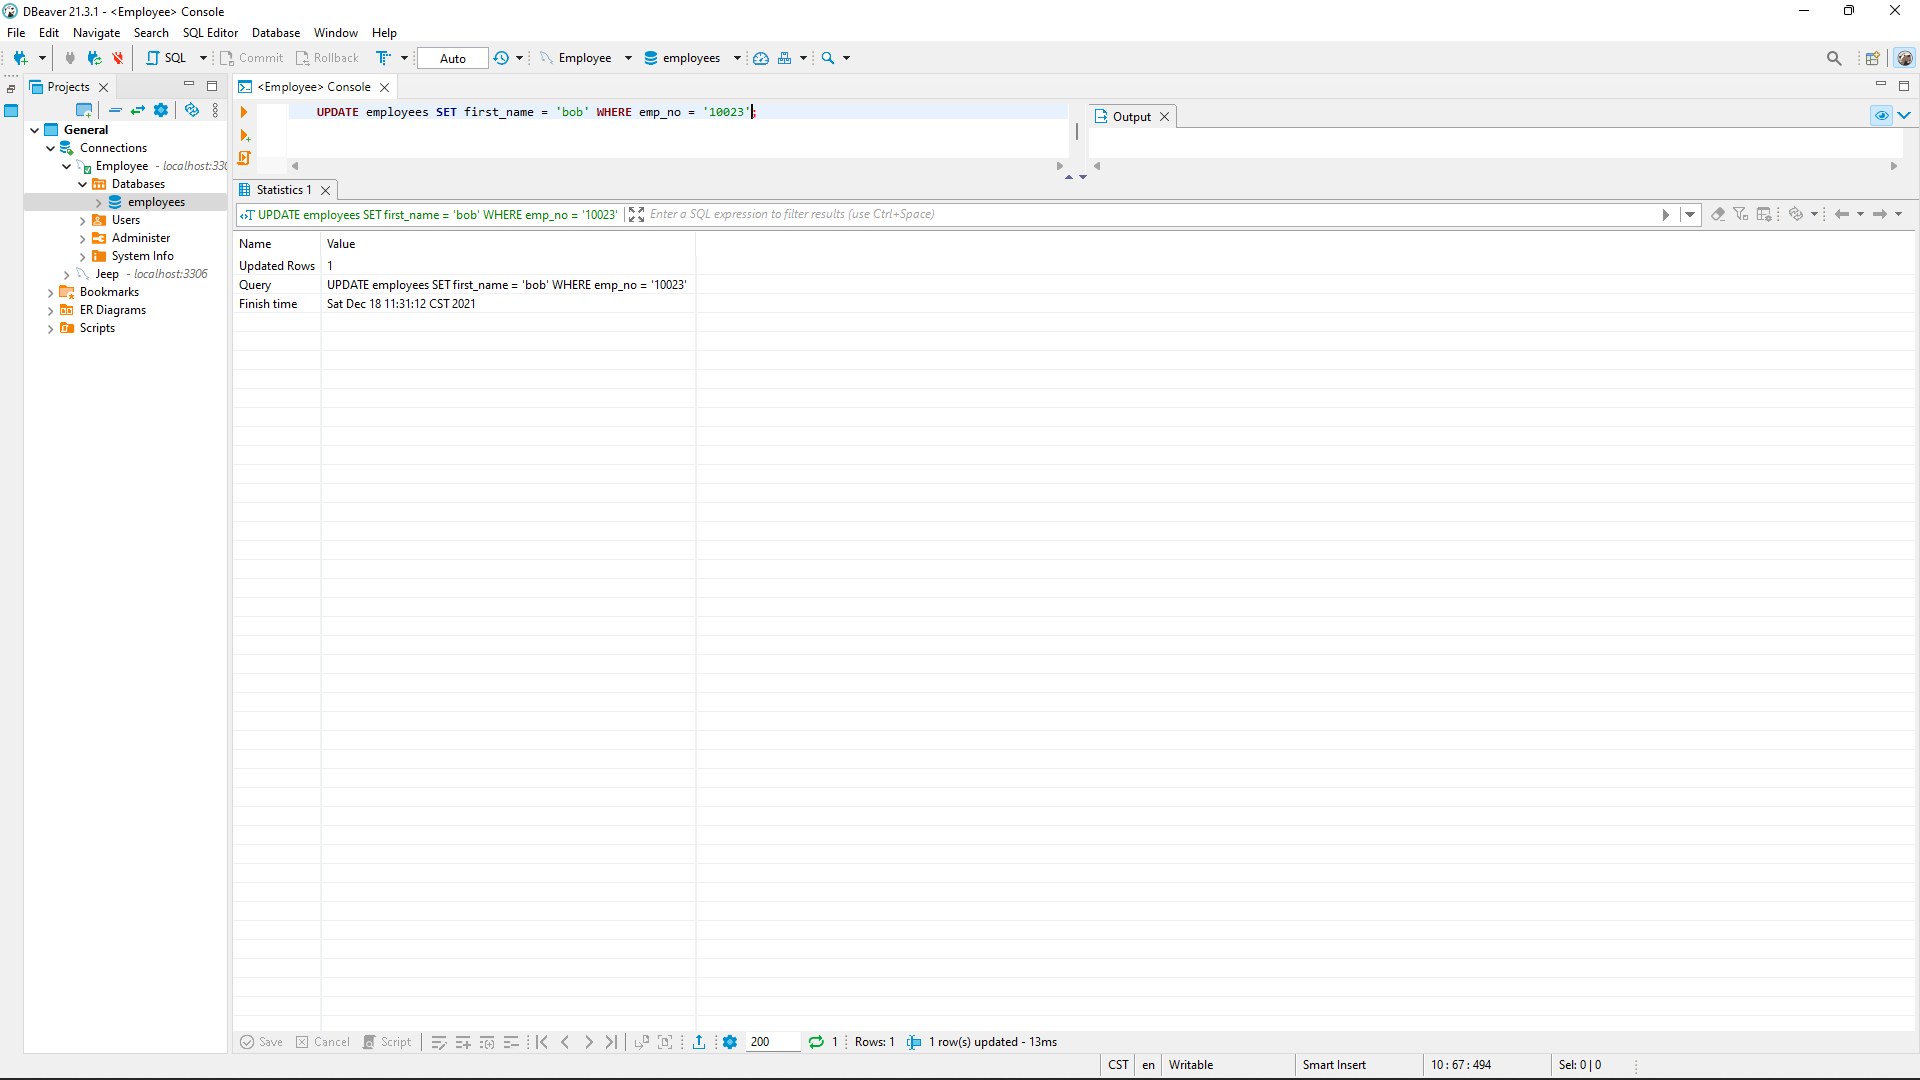 DBeaver 21.3.1 - <Employee> Console
File Edit Navigate Search SQL Editor Database Window Help
SQL Commit Rollback Auto Employee employees
Projects
<Employee> Console
General
Connections
Employee - localhost:330
Databases
employees
Users
Administer
System Info
Jeep - localhost:3306
Bookmarks
ER Diagrams
Scripts
UPDATE employees SET first_name = 'bob' WHERE emp_no = '10023';
Output
Statistics 1
UPDATE employees SET first_name = 'bob' WHERE emp_no = '10023' Enter a SQL expression to filter results (use Ctrl+Space)
Name Value
Updated Rows 1
Query UPDATE employees SET first_name = 'bob' WHERE emp_no = '10023'
Finish time Sat Dec 18 11:31:12 CST 2021
Save Cancel Script 200 1 Rows: 1 1 row(s) updated - 13ms
CST en Writable Smart Insert 10 : 67 : 494 Sel: 0 | 0